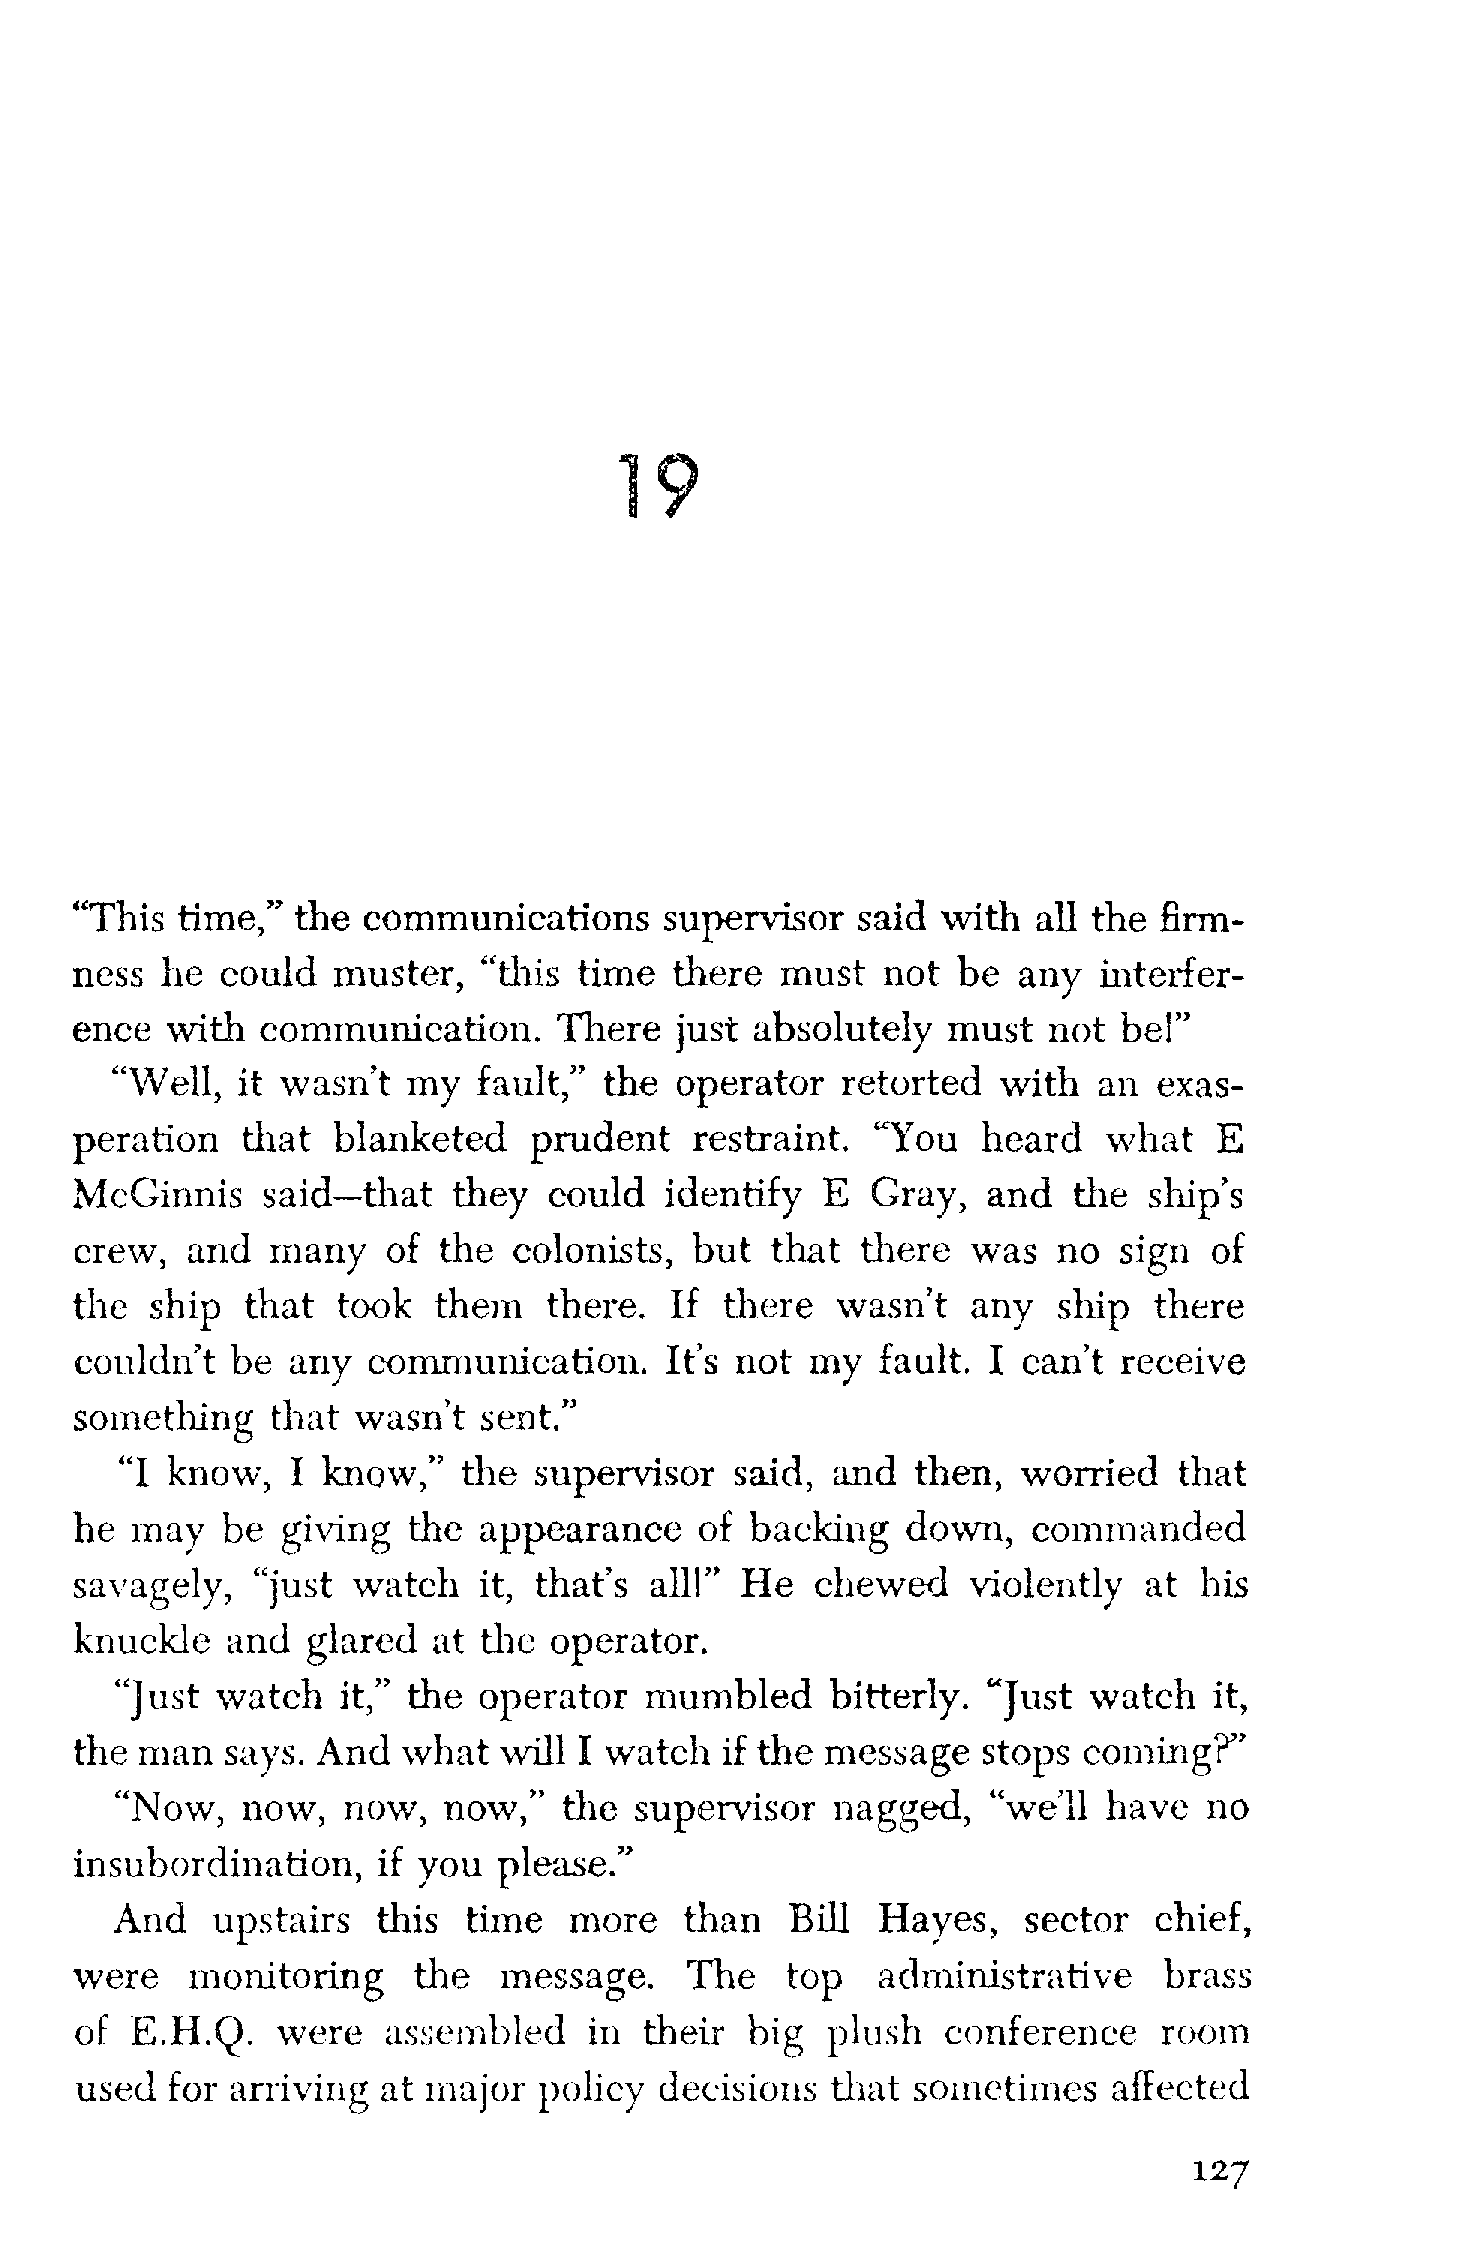 19
“This time,” the communications supervisor said with all the firm-
ness he could muster, “this time there must not be any interfer-
ence with communication. There just absolutely must not be!”
“Well, it wasn’t my fault,” the operator retorted with an exas-
peration that blanketed prudent restraint. “You heard what E
McGinnis said—that they could identify E Gray, and the ship’s
crew, and many of the colonists, but that there was no sign of
the ship that took them there. If there wasn’t any ship there
couldn’t be any communication. It’s not my fault. I can’t receive
something that wasn’t sent.”
“I know, I know,” the supervisor said, and then, worried that
he may be giving the appearance of backing down, commanded
savagely, “just watch it, that’s all!” He chewed violently at his
knuckle and glared at the operator.
“Just watch it,” the operator mumbled bitterly. “Just watch it,
the man says. And what will I watch if the message stops coming?”
“Now, now, now, now,” the supervisor nagged, “we’ll have no
insubordination, if you please.”
And upstairs this time more than Bill Hayes, sector chief,
were monitoring the message. The top administrative brass
of E.H.Q. were assembled in their big plush conference room
used for arriving at major policy decisions that sometimes affected
127